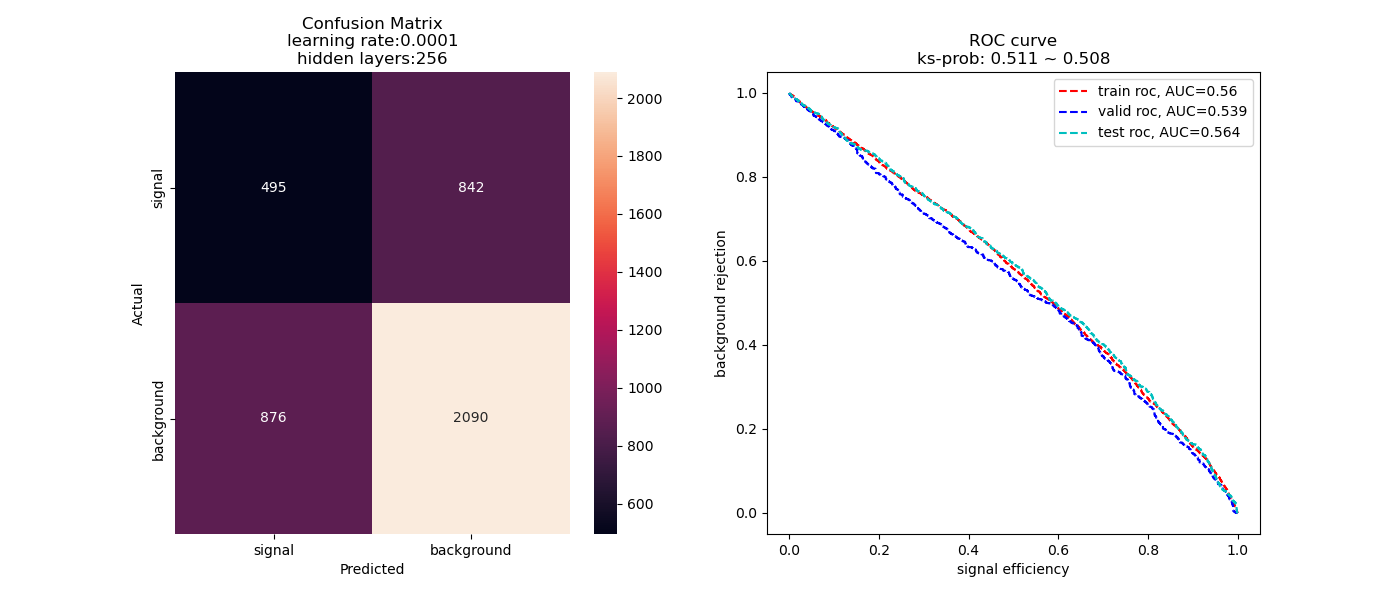 Confusion Matrix
learning rate:0.0001
hidden layers:256
signal
background
Actual
495
842
876
2090
signal
background
Predicted
2000
1800
1600
1400
1200
1000
800
600
ROC curve
ks-prob: 0.511 ~ 0.508
train roc, AUC=0.56
valid roc, AUC=0.539
test roc, AUC=0.564
background rejection
1.0
0.8
0.6
0.4
0.2
0.0
0.0
0.2
0.4
0.6
0.8
1.0
signal efficiency